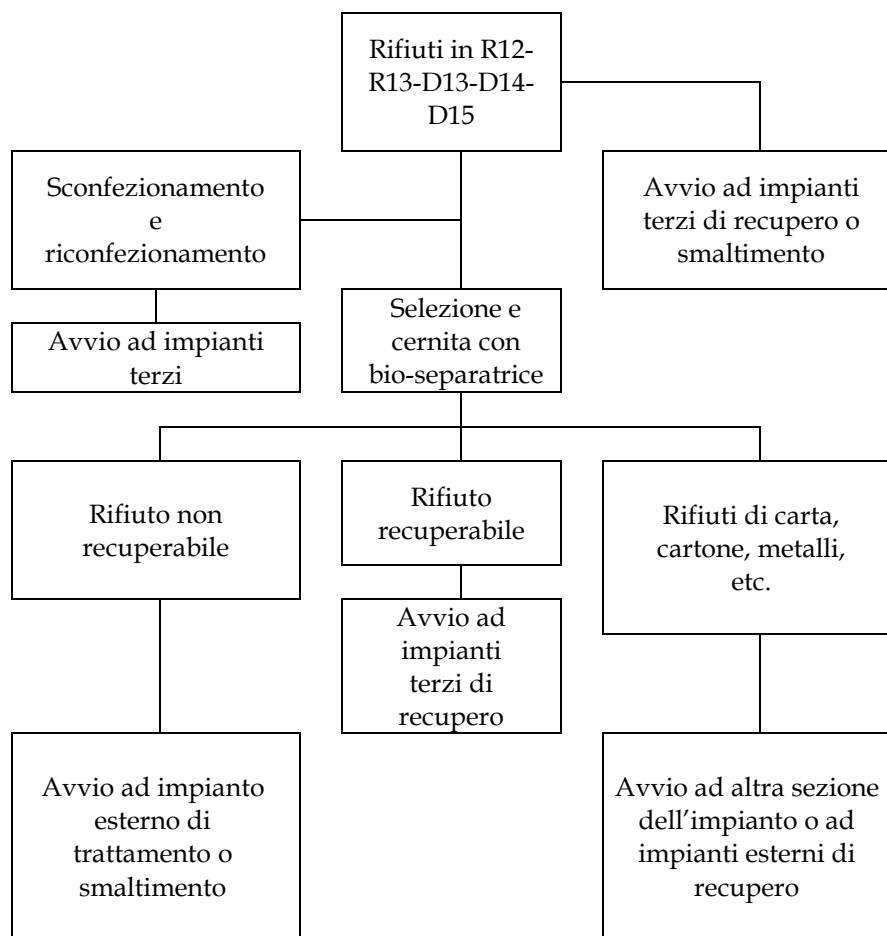 Rifiuti in R12-
R13-D13-D14-
D15
Sconfezionamento
e
riconfezionamento
Avvio ad impianti
terzi di recupero o
smaltimento
Avvio ad impianti
terzi
Selezione e
cernita con
bio-separatrice
Rifiuto non
recuperabile
Rifiuto
recuperabile
Rifiuti di carta,
cartone, metalli,
etc.
Avvio ad
impianti
terzi di
recupero
Avvio ad impianto
esterno di
trattamento o
smaltimento
Avvio ad altra sezione
dell’impianto o ad
impianti esterni di
recupero